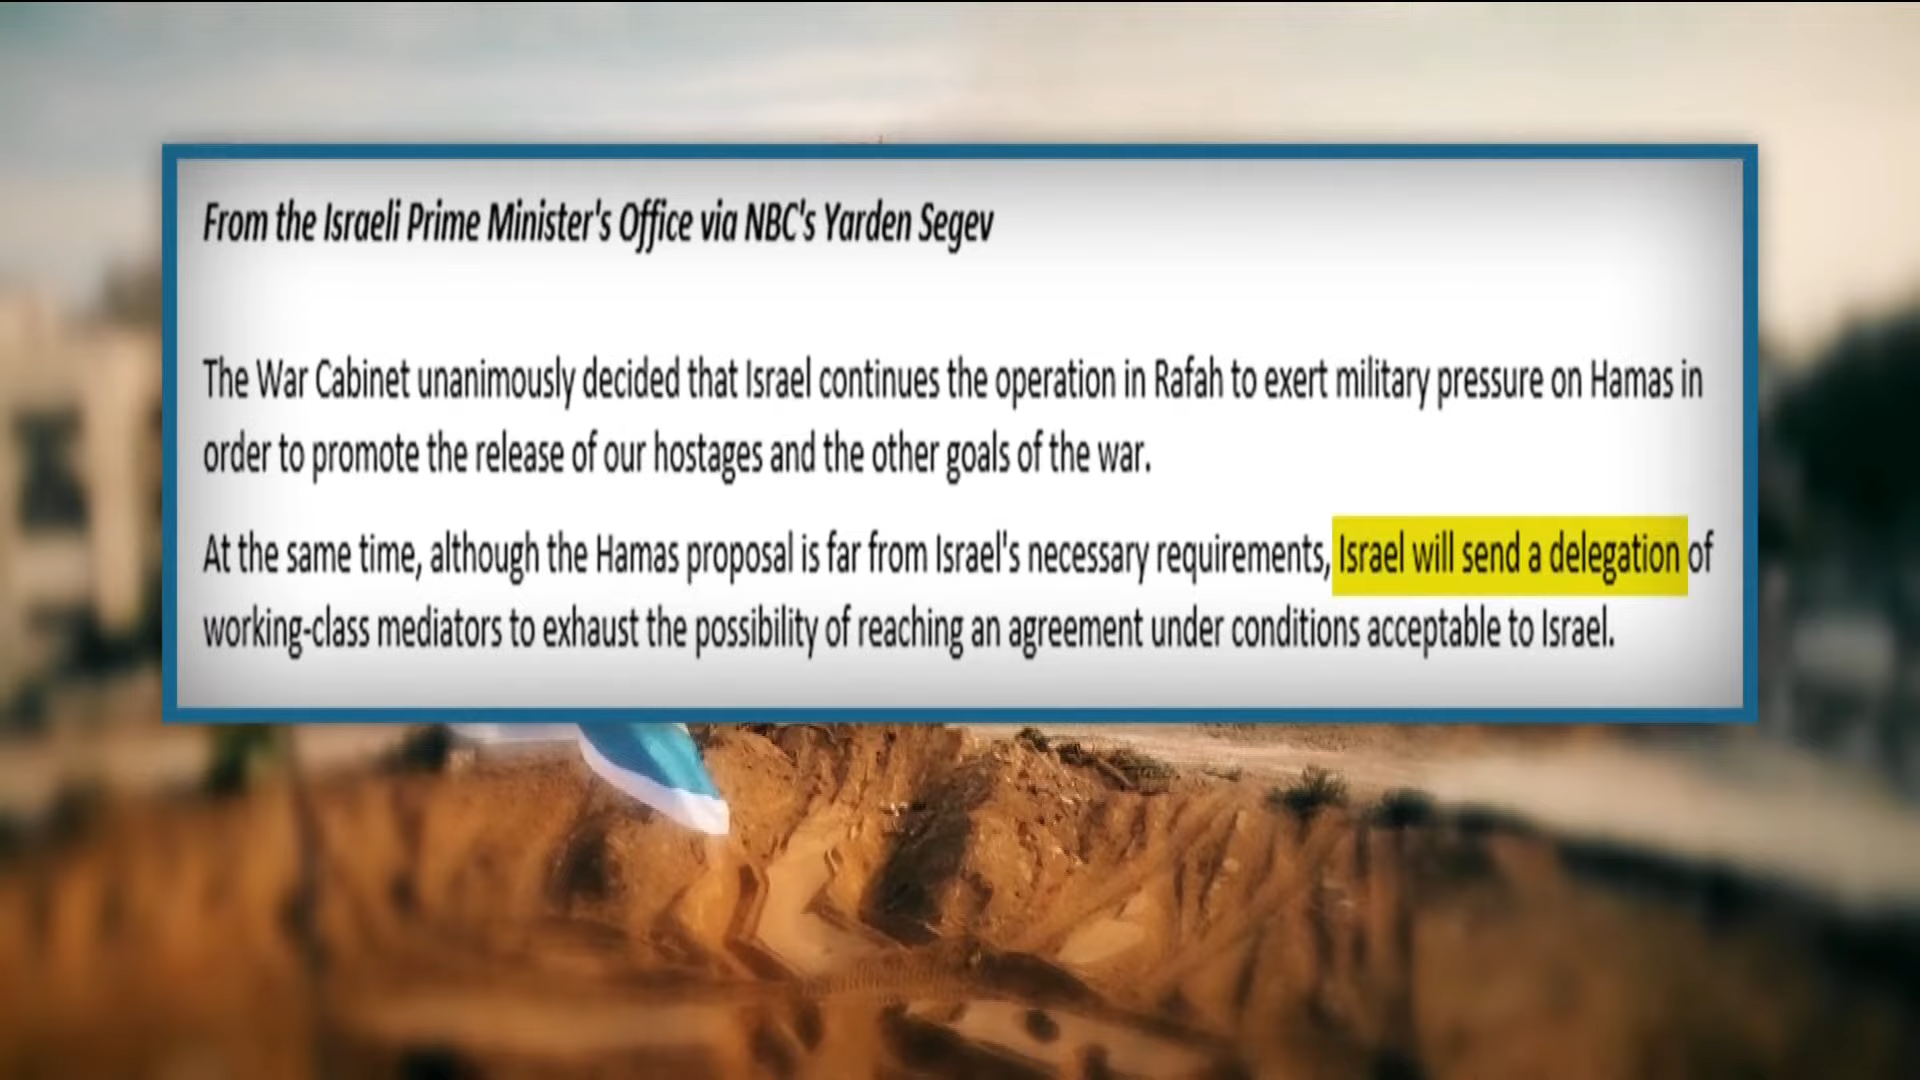 From the Israeli Prime Minister's Office via NBC's Yarden Segev
The War Cabinet unanimously decided that Israel continues the operation in Rafah to exert military pressure on Hamas in
order to promote the release of our hostages and the other goals of the war.
At the same time, although the Hamas proposal is far from Israel's necessary requirements, Israel will send a delegation of
working-class mediators to exhaust the possibility of reaching an agreement under conditions acceptable to Israel.